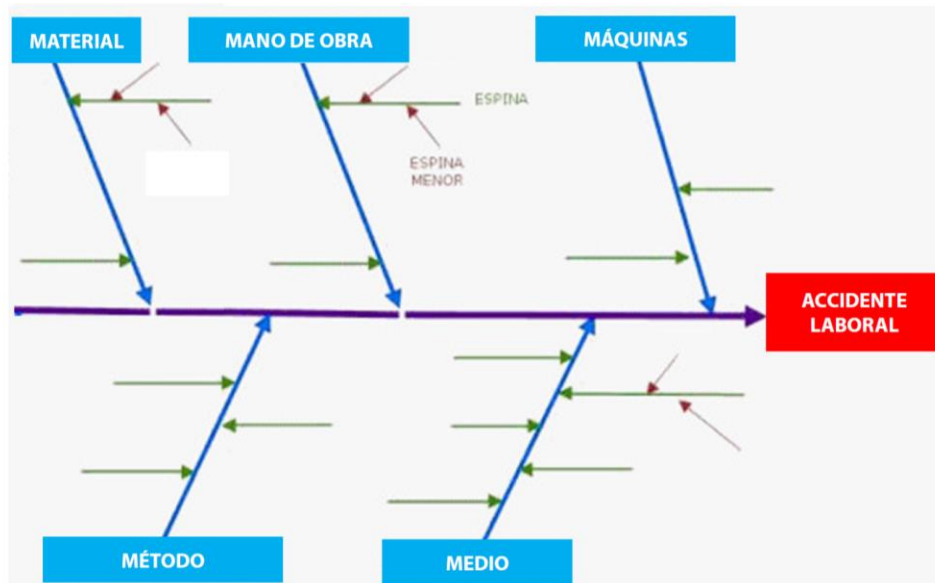 MATERIAL
MANO DE OBRA
MÁQUINAS
ESPINA
ESPINA
MENOR
ACCIDENTE
LABORAL
MÉTODO
MEDIO